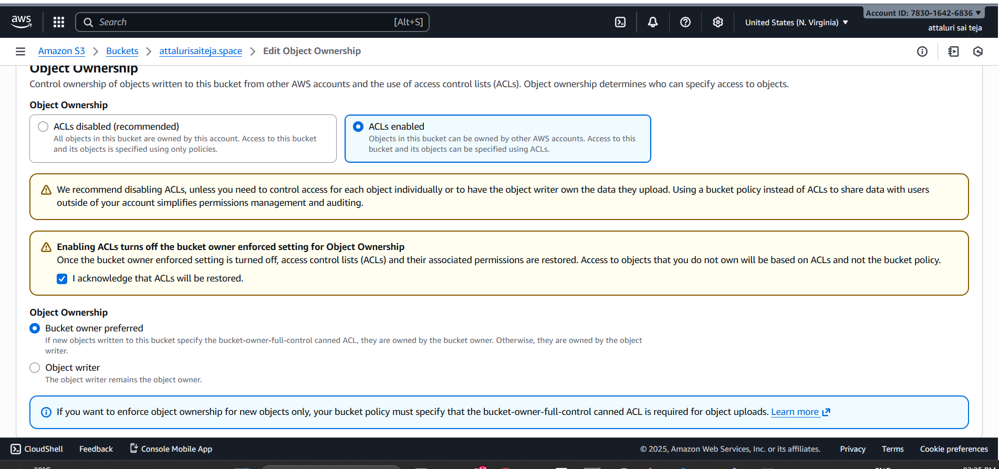 aws
Search
[Alt+S]
United States (N. Virginia)
Account ID: 7830-1642-6836
attaluri sai teja
Amazon S3
Buckets
attalurisaiteja.space
Edit Object Ownership
Object Ownership
Control ownership of objects written to this bucket from other AWS accounts and the use of access control lists (ACLs). Object ownership determines who can specify access to objects.
Object Ownership
ACLs disabled (recommended)
All objects in this bucket are owned by this account. Access to this bucket
and its objects is specified using only policies.
ACLs enabled
Objects in this bucket can be owned by other AWS accounts. Access to this
bucket and its objects can be specified using ACLs.
We recommend disabling ACLs, unless you need to control access for each object individually or to have the object writer own the data they upload. Using a bucket policy instead of ACLs to share data with users
outside of your account simplifies permissions management and auditing.
Enabling ACLs turns off the bucket owner enforced setting for Object Ownership
Once the bucket owner enforced setting is turned off, access control lists (ACLs) and their associated permissions are restored. Access to objects that you do not own will be based on ACLs and not the bucket policy.
I acknowledge that ACLs will be restored.
Object Ownership
Bucket owner preferred
If new objects written to this bucket specify the bucket-owner-full-control canned ACL, they are owned by the bucket owner. Otherwise, they are owned by the object
writer.
Object writer
The object writer remains the object owner.
If you want to enforce object ownership for new objects only, your bucket policy must specify that the bucket-owner-full-control canned ACL is required for object uploads. Learn more
CloudShell
Feedback
Console Mobile App
© 2025, Amazon Web Services, Inc. or its affiliates.
Privacy
Terms
Cookie preferences